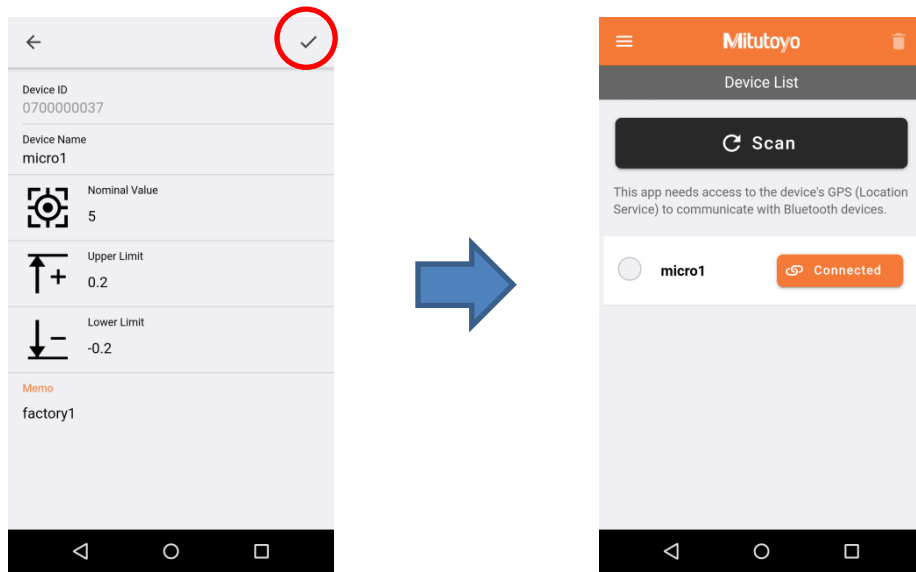 Device ID
0700000037
Device Name
micro1
Nominal Value
5
Upper Limit
0.2
Lower Limit
-0.2
Memo
factory1
Mitutoyo
Device List
Scan
This app needs access to the device's GPS (Location
Service) to communicate with Bluetooth devices.
micro1
Connected